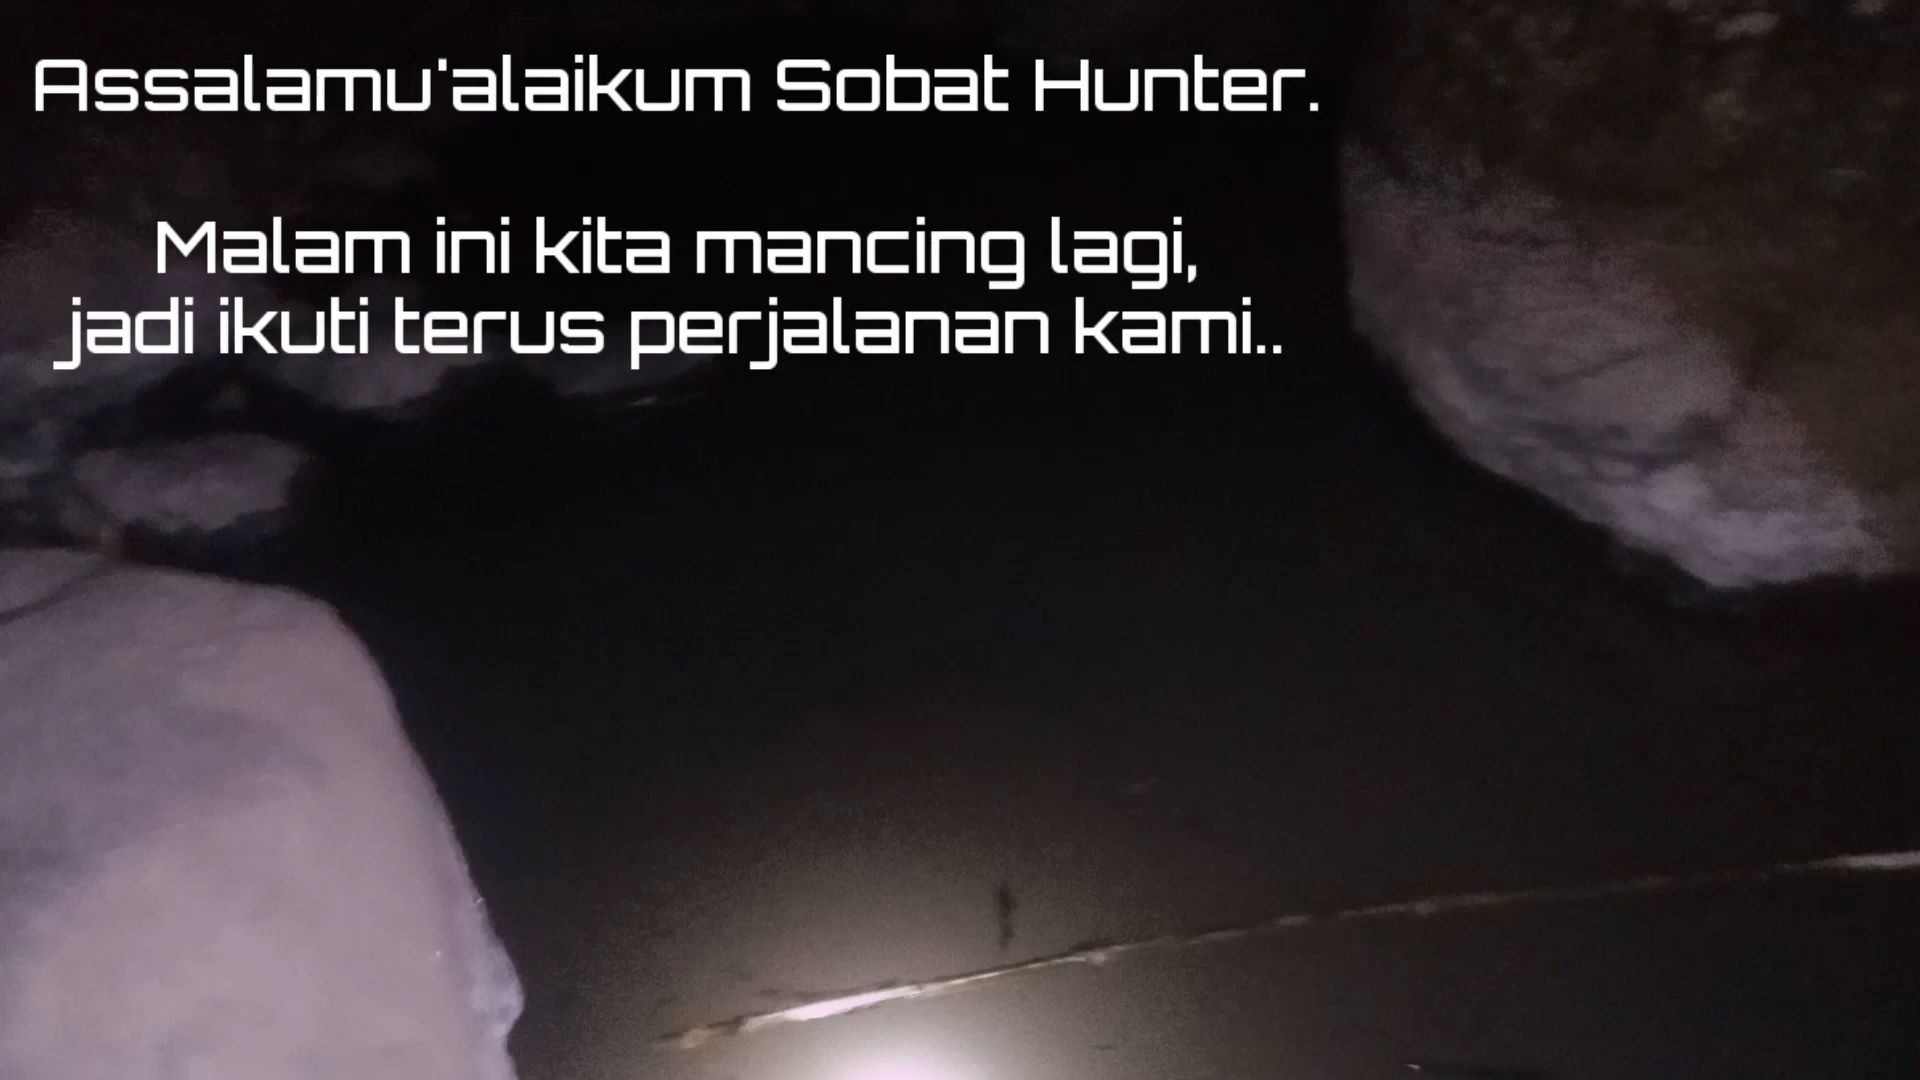 Assalamu'alaikum Sobat Hunter.
Malam ini kita mancing lagi,
jadi ikuti terus perjalanan kami..